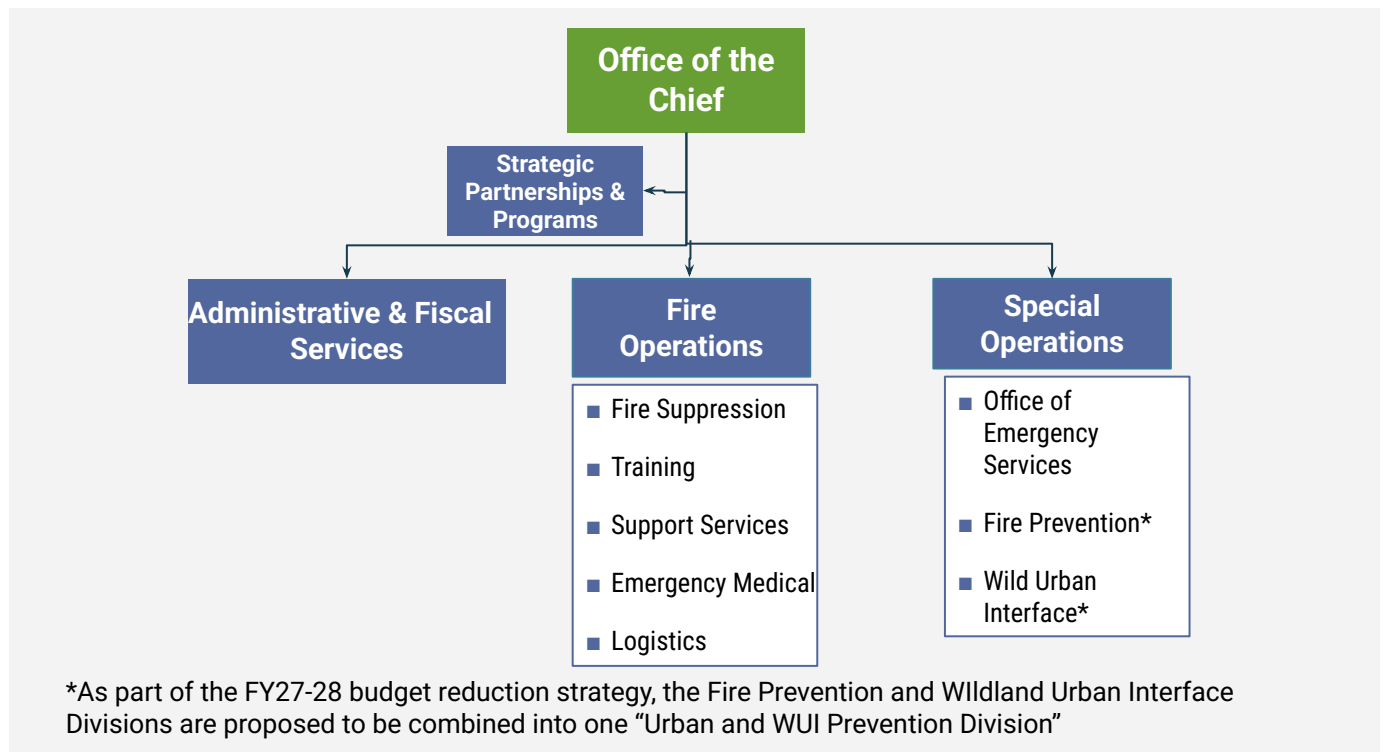 Office of the
Chief
Strategic
Partnerships &
Programs
Administrative & Fiscal
Services
Fire
Operations
■ Fire Suppression
■ Training
■ Support Services
■ Emergency Medical
■ Logistics
Special
Operations
■ Office of
Emergency
Services
■ Fire Prevention*
■ Wild Urban
Interface*
*As part of the FY27-28 budget reduction strategy, the Fire Prevention and WIldland Urban Interface
Divisions are proposed to be combined into one “Urban and WUI Prevention Division”